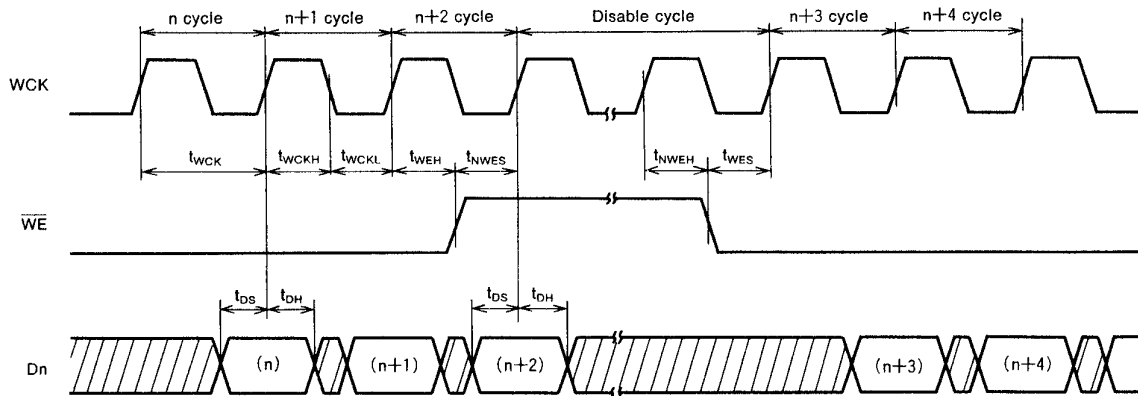 n cycle n+1 cycle n+2 cycle Disable cycle n+3 cycle n+4 cycle
WCK
tWCK tWCKH tWCKL tWEH tNWES tNWEH tWES
WE
tDS tDH tDS tDH
Dn (n) (n+1) (n+2) (n+3) (n+4)